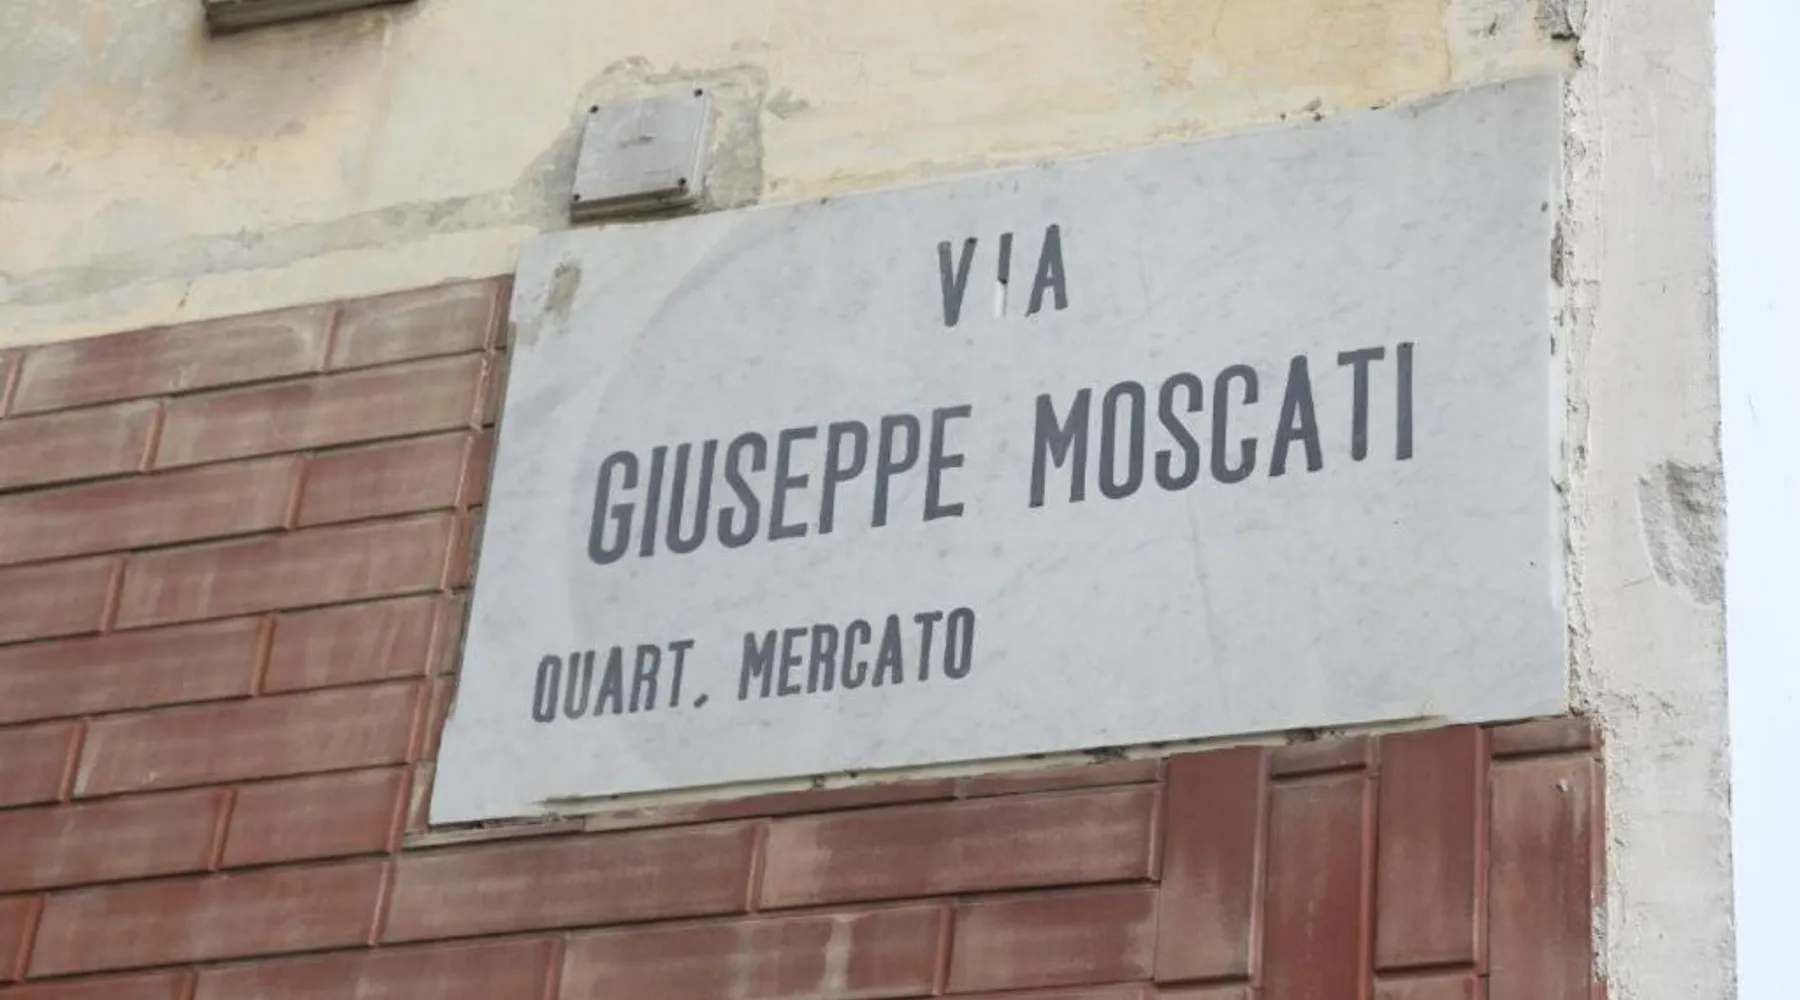 VIA
GIUSEPPE MOSCATI
QUART. MERCATO